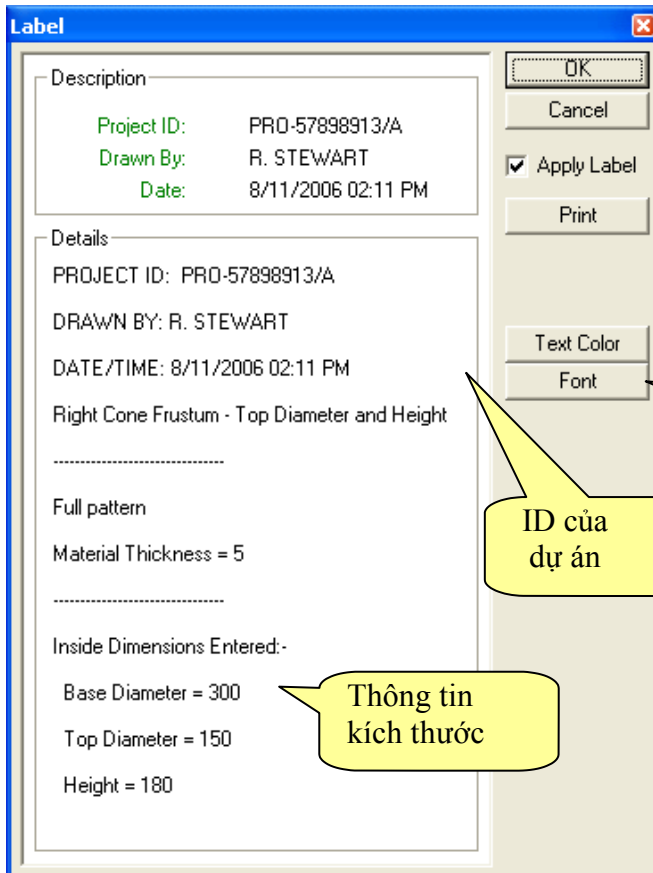 Label
Description
Project ID: PRO-57898913/A
Drawn By: R. STEWART
Date: 8/11/2006 02:11 PM
OK
Cancel
Apply Label
Print
Text Color
Font
Details
PROJECT ID: PRO-57898913/A
DRAWN BY: R. STEWART
DATE/TIME: 8/11/2006 02:11 PM
Right Cone Frustum - Top Diameter and Height
--------------------------------
Full pattern
Material Thickness = 5
--------------------------------
Inside Dimensions Entered:-
Base Diameter = 300
Top Diameter = 150
Height = 180
ID của
dự án
Thông tin
kích thước